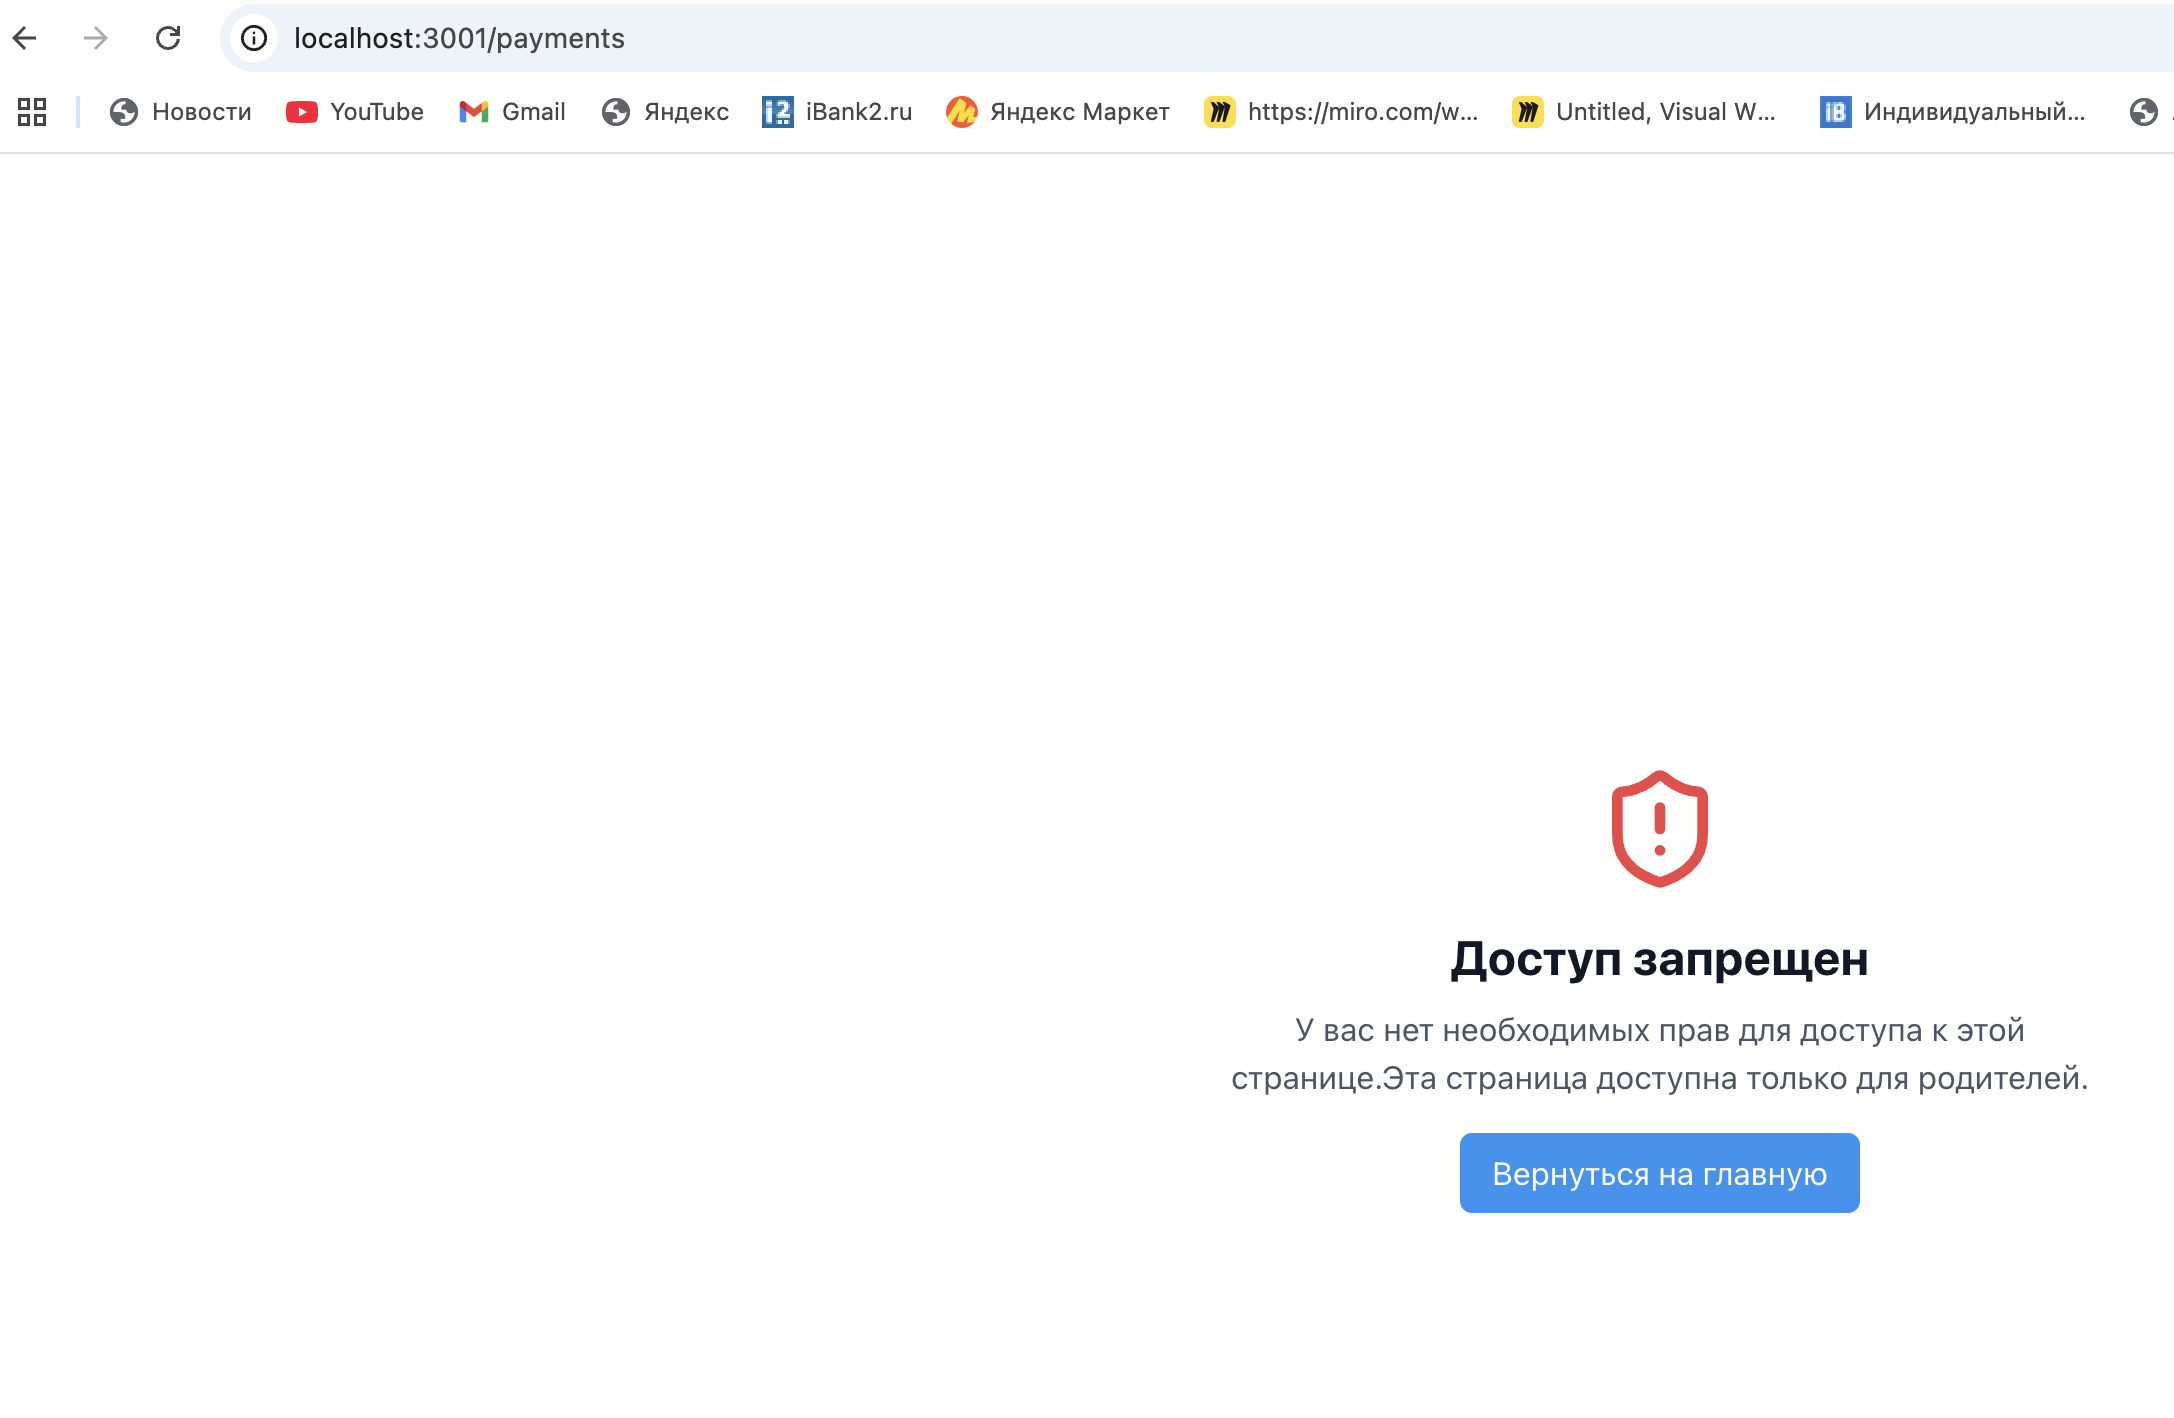 localhost:3001/payments
Новости YouTube Gmail Яндекс iBank2.ru Яндекс Маркет https://miro.com/w... Untitled, Visual W... Индивидуальный...
Доступ запрещен
У вас нет необходимых прав для доступа к этой
странице.Эта страница доступна только для родителей.
Вернуться на главную